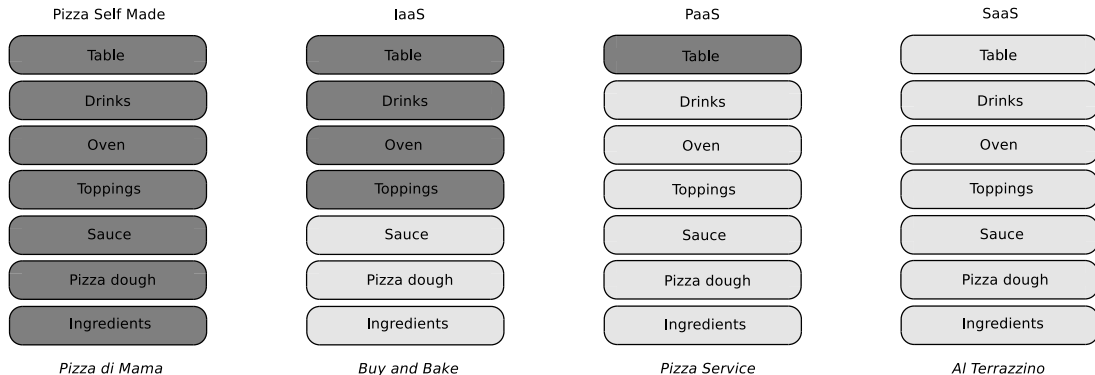 Pizza Self Made IaaS PaaS SaaS
Table Table Table Table
Drinks Drinks Drinks Drinks
Oven Oven Oven Oven
Toppings Toppings Toppings Toppings
Sauce Sauce Sauce Sauce
Pizza dough Pizza dough Pizza dough Pizza dough
Ingredients Ingredients Ingredients Ingredients
Pizza di Mama Buy and Bake Pizza Service Al Terrazzino